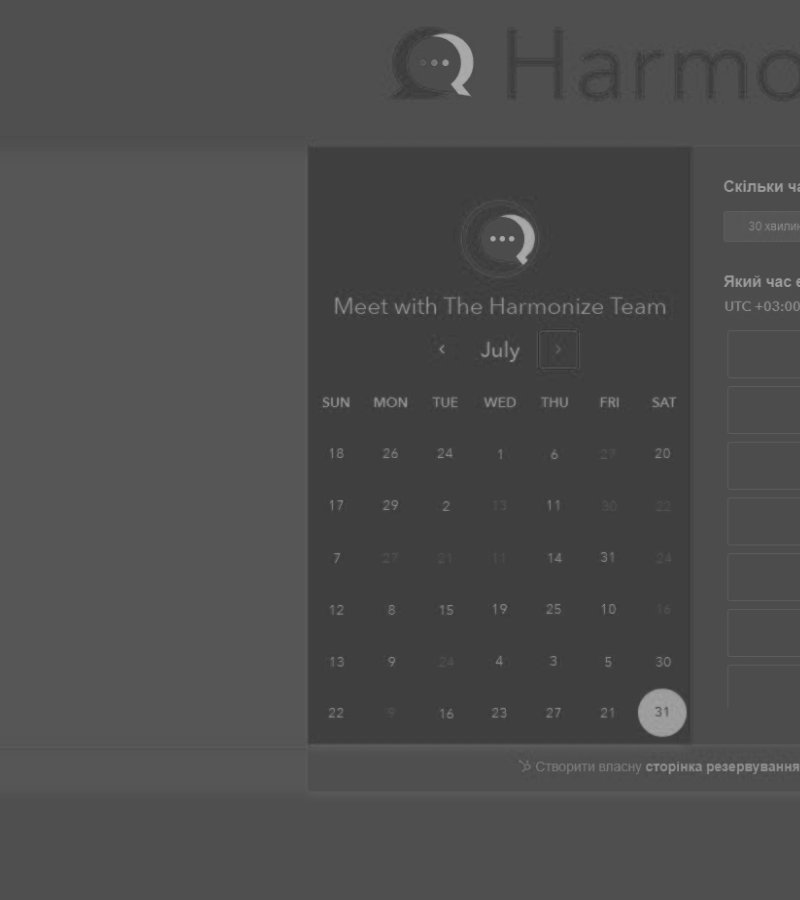 Harmo
Meet with The Harmonize Team
July
SUN MON TUE WED THU FRI SAT
18 26 24 1 6 27 20
17 29 2 13 11 30 22
7 27 21 11 14 31 24
12 8 15 19 25 10 16
13 9 24 4 3 5 30
22 9 16 23 27 21 31
Скільки ча
30 хвилин
Який час є
UTC +03:00
Створити власну сторінка резервування